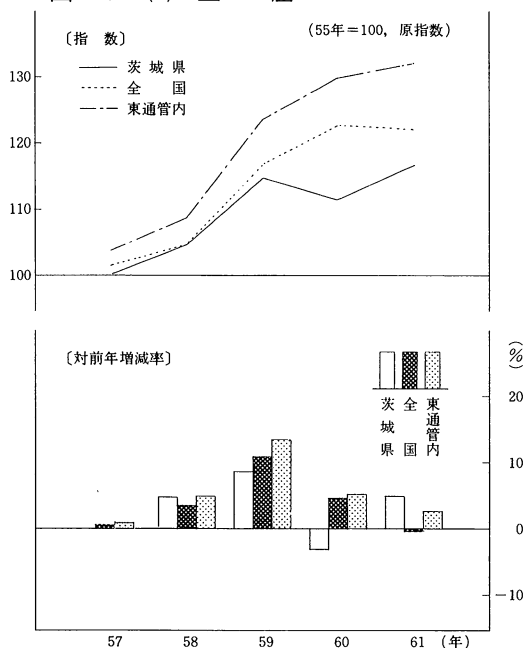 〔指 数〕
(55年=100, 原指数)
茨 城 県
全 国
東通管内
130
120
110
100
〔対前年増減率〕
(%)
茨城県
全国
東通管内
20
10
0
-10
57 58 59 60 61 (年)